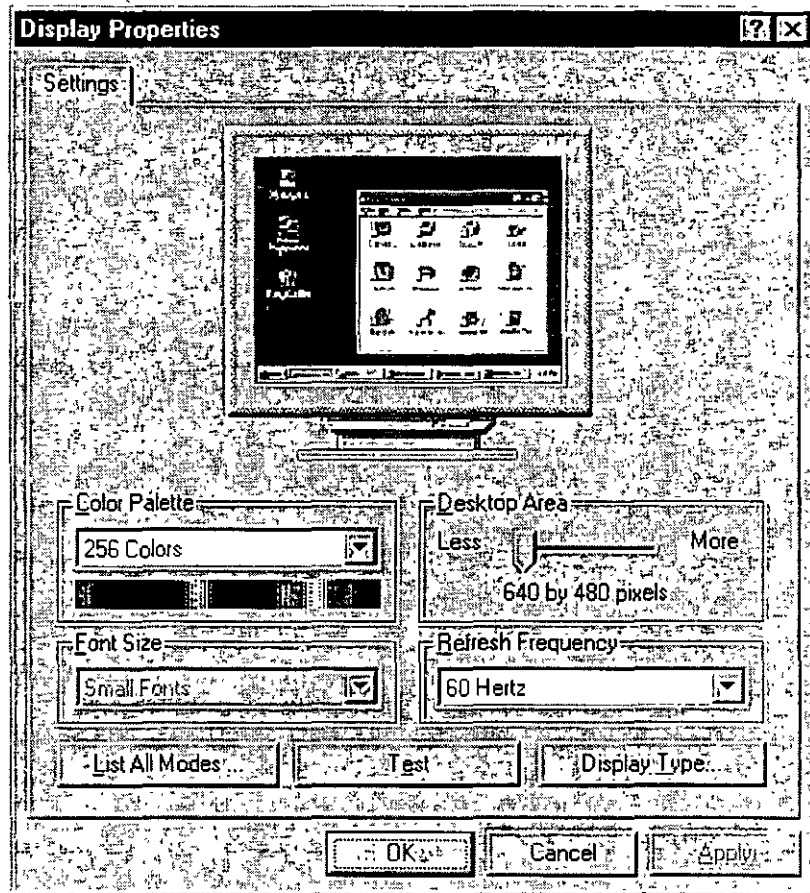 Display Properties
Settings
Color Palette
256 Colors
Desktop Area
Less More
640 by 480 pixels
Font Size
Small Fonts
Refresh Frequency
60 Hertz
List All Modes... Test Display Type...
OK Cancel Apply